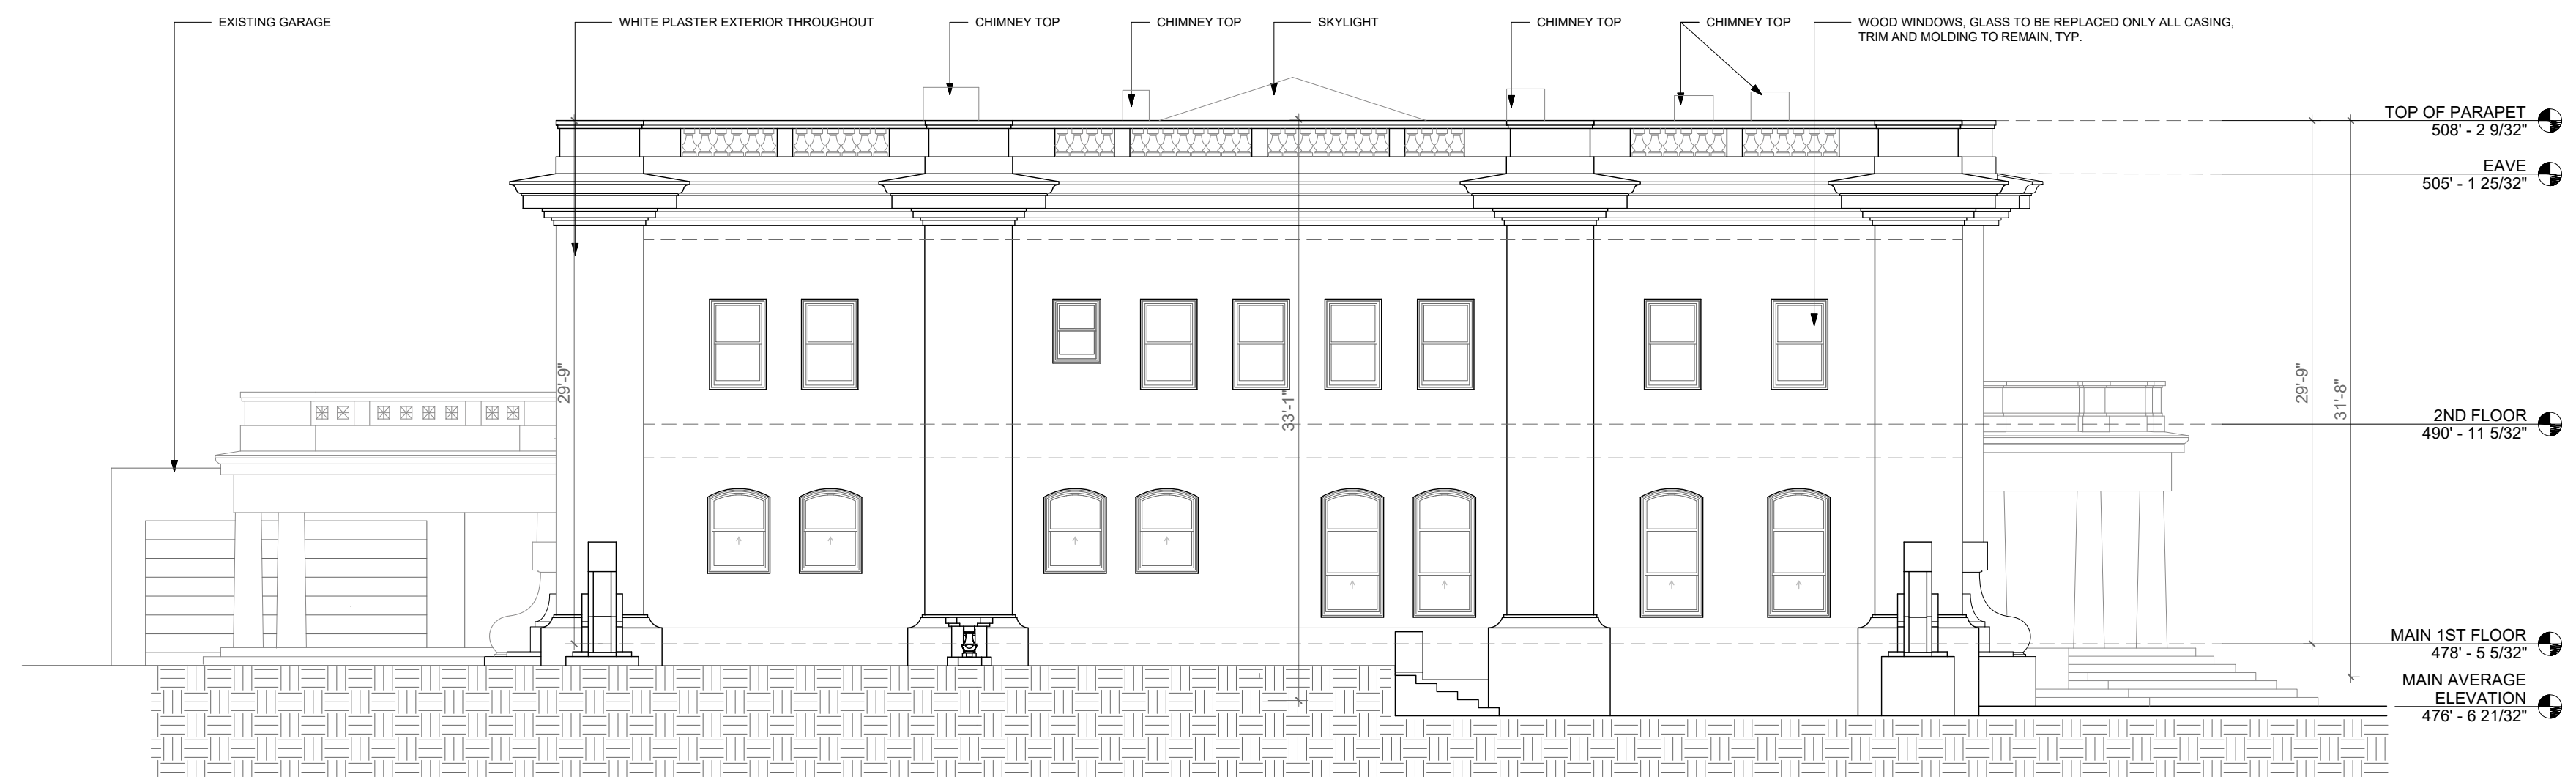 EXISTING GARAGE
WHITE PLASTER EXTERIOR THROUGHOUT
CHIMNEY TOP
CHIMNEY TOP
SKYLIGHT
CHIMNEY TOP
CHIMNEY TOP
WOOD WINDOWS, GLASS TO BE REPLACED ONLY ALL CASING,
TRIM AND MOLDING TO REMAIN, TYP.
TOP OF PARAPET
508' - 2 9/32"
EAVE
505' - 1 25/32"
29'-9"
33'-1"
29'-9"
31'-8"
2ND FLOOR
490' - 11 5/32"
MAIN 1ST FLOOR
478' - 5 5/32"
MAIN AVERAGE
ELEVATION
476' - 6 21/32"